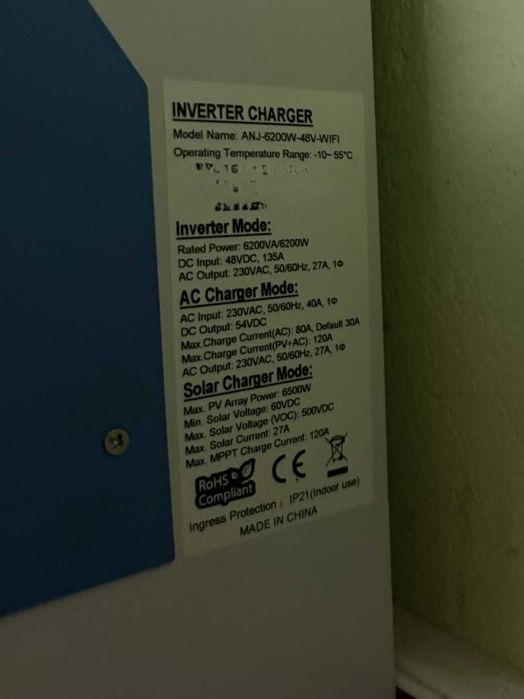 INVERTER CHARGER
Model Name: ANJ-6200W-48V-WIFI
Operating Temperature Range: -10~ 55°C
Inverter Mode:
Rated Power: 6200VA/6200W
DC Input: 48VDC, 135A
AC Output: 230VAC, 50/60Hz, 27A, 1Φ
AC Charger Mode:
AC Input: 230VAC, 50/60Hz, 40A, 1Φ
DC Output: 54VDC
Max.Charge Current(AC): 80A, Default 30A
Max.Charge Current(PV+AC): 120A
AC Output: 230VAC, 50/60Hz, 27A, 1Φ
Solar Charger Mode:
Max. PV Array Power: 6500W
Min. Solar Voltage: 60VDC
Max. Solar Voltage (VOC): 500VDC
Max. Solar Current: 27A
Max. MPPT Charge Current: 120A
RoHS
Compliant
CE
Ingress Protection : IP21(Indoor use)
MADE IN CHINA